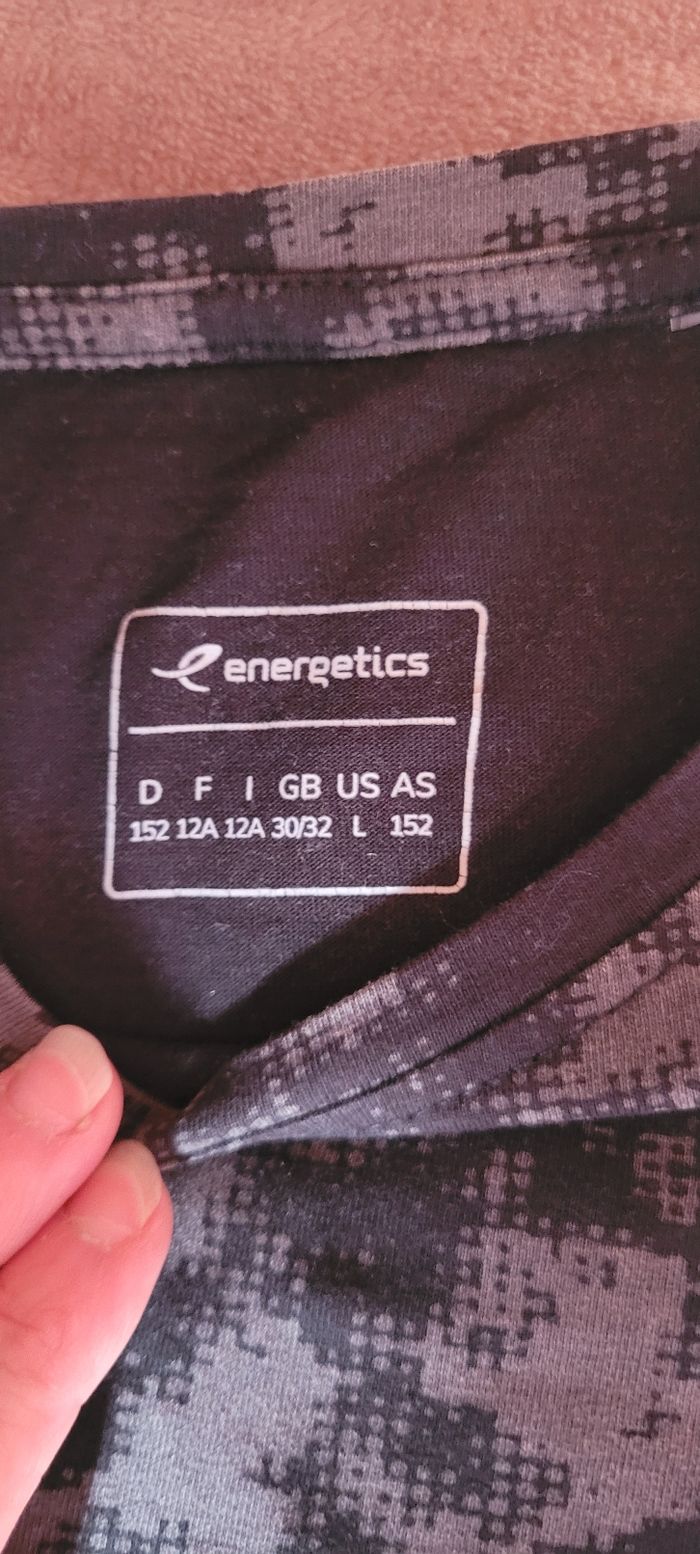 energetics
D F I GB US AS
152 12A 12A 30/32 L 152